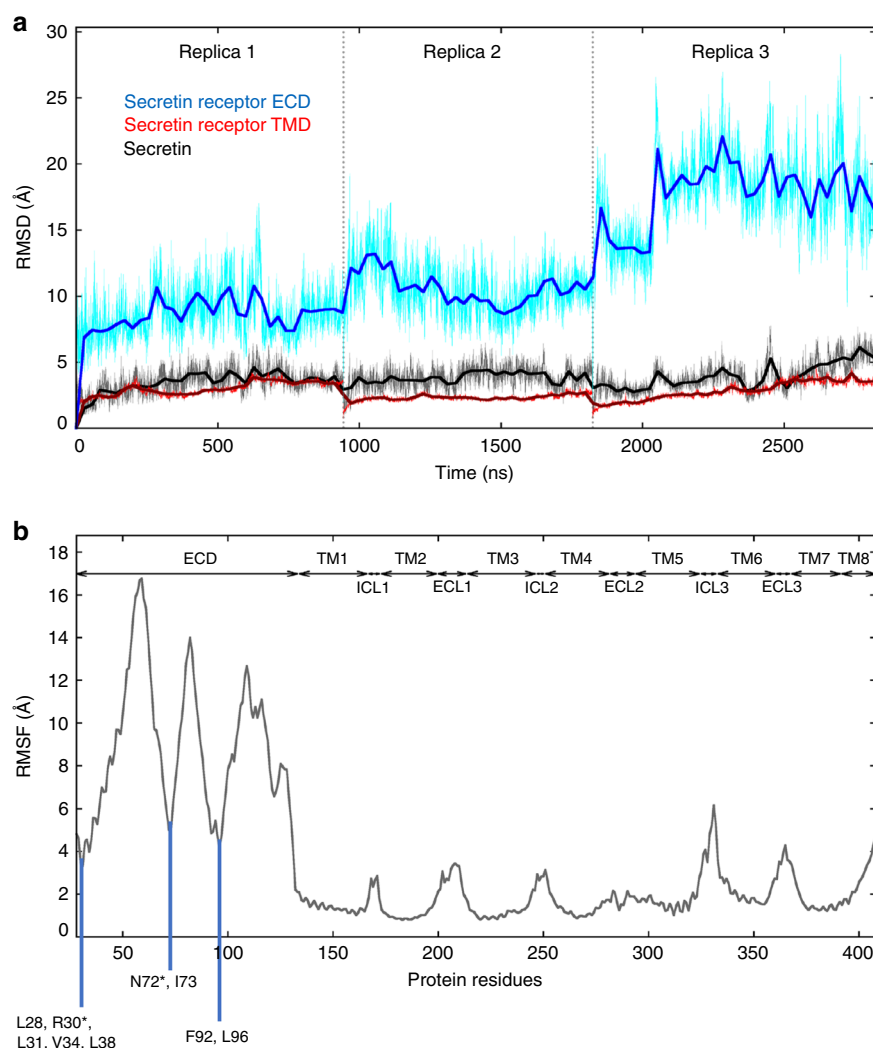 a
Replica 1 Replica 2 Replica 3
Secretin receptor ECD
Secretin receptor TMD
Secretin
RMSD (Å)
30
25
20
15
10
5
0
0 500 1000 1500 2000 2500
Time (ns)
b
ECD TM1 TM2 TM3 TM4 TM5 TM6 TM7 TM8
ICL1 ECL1 ICL2 ECL2 ICL3 ECL3
RMSF (Å)
18
16
14
12
10
8
6
4
2
0
50 100 150 200 250 300 350 400
Protein residues
N72*, I73
L28, R30*,
L31, V34, L38
F92, L96